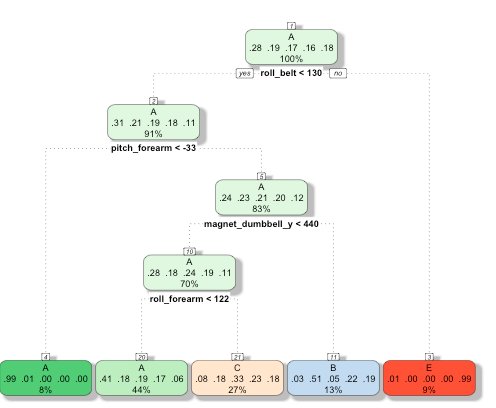 1
A
.28 .19 .17 .16 .18
100%
yes roll_belt < 130 no
2
A
.31 .21 .19 .18 .11
91%
pitch_forearm < -33
5
A
.24 .23 .21 .20 .12
83%
magnet_dumbbell_y < 440
10
A
.28 .18 .24 .19 .11
70%
roll_forearm < 122
4 20 21 11 3
A A C B E
.99 .01 .00 .00 .00 .41 .18 .19 .17 .06 .08 .18 .33 .23 .18 .03 .51 .05 .22 .19 .01 .00 .00 .00 .99
8% 44% 27% 13% 9%